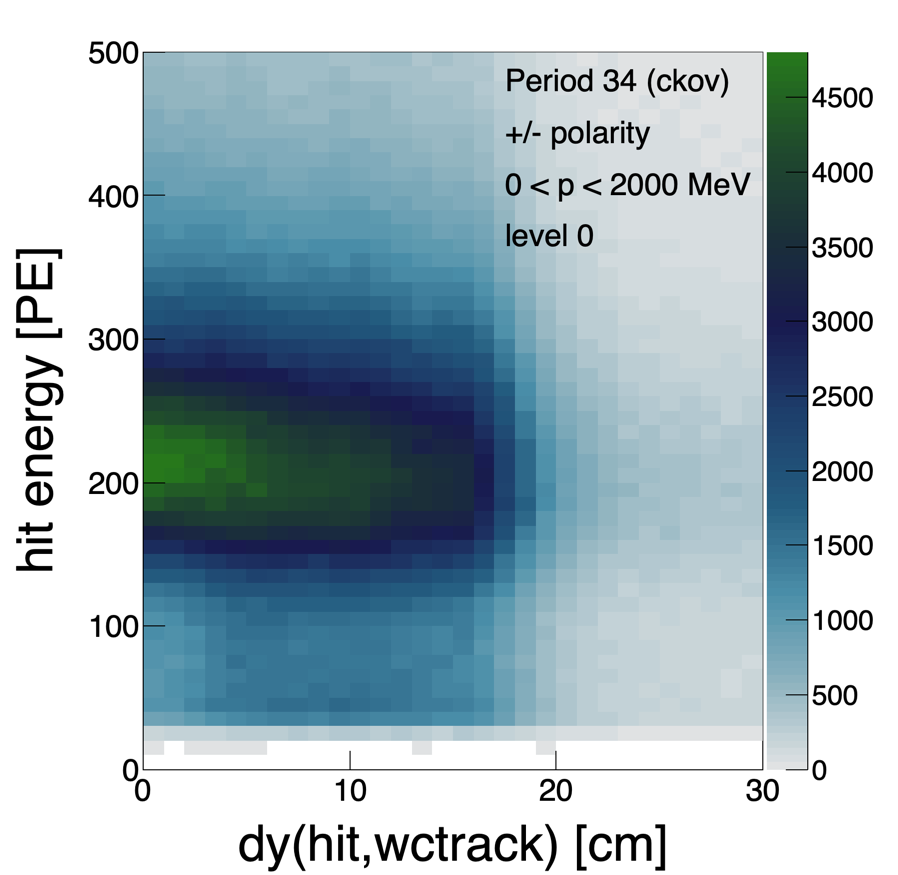 500
400
300
200
100
0
hit energy [PE]
Period 34 (ckov)
+/- polarity
0 < p < 2000 MeV
level 0
4500
4000
3500
3000
2500
2000
1500
1000
500
0
0 10 20 30
dy(hit,wctrack) [cm]